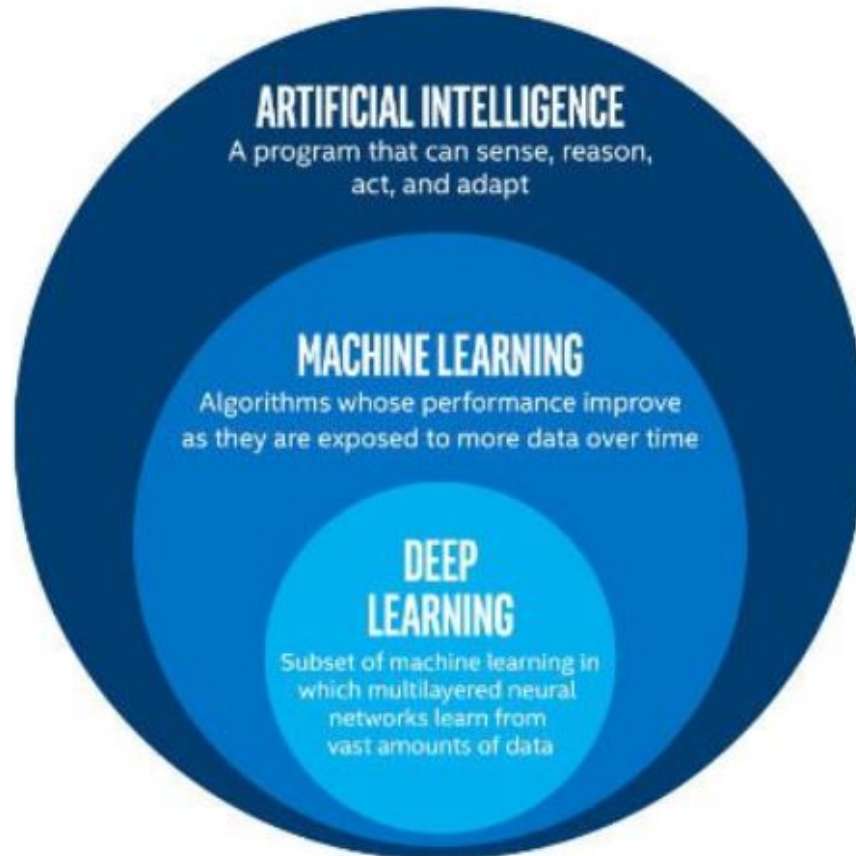 ARTIFICIAL INTELLIGENCE
A program that can sense, reason,
act, and adapt
MACHINE LEARNING
Algorithms whose performance improve
as they are exposed to more data over time
DEEP
LEARNING
Subset of machine learning in
which multilayered neural
networks learn from
vast amounts of data